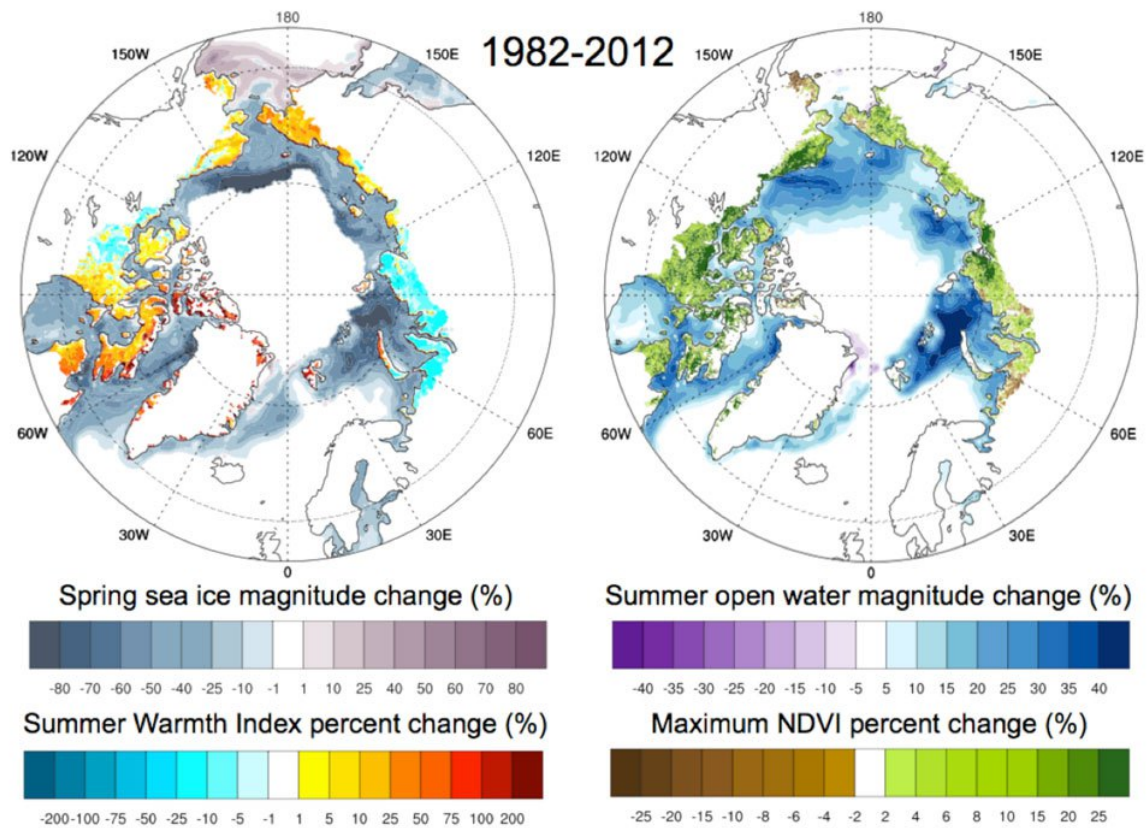 1982-2012
180
150W
150E
120W
120E
60W
60E
30W
30E
0
180
150W
150E
120W
120E
60W
60E
30W
30E
0
Spring sea ice magnitude change (%)
-80 -70 -60 -50 -40 -25 -10 -1 1 10 25 40 50 60 70 80
Summer Warmth Index percent change (%)
-200 -100 -75 -50 -25 -10 -5 -1 1 5 10 25 50 75 100 200
Summer open water magnitude change (%)
-40 -35 -30 -25 -20 -15 -10 -5 5 10 15 20 25 30 35 40
Maximum NDVI percent change (%)
-25 -20 -15 -10 -8 -6 -4 -2 2 4 6 8 10 15 20 25